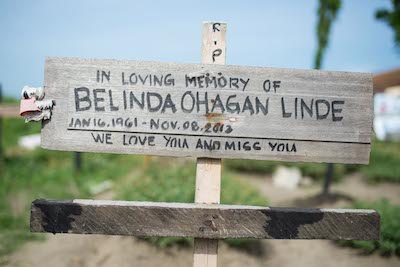 R.I.P
IN LOVING MEMORY OF
BELINDA OHAGAN LINDE
JAN 16. 1961 - NOV. 08. 2013
WE LOVE YOU AND MISS YOU